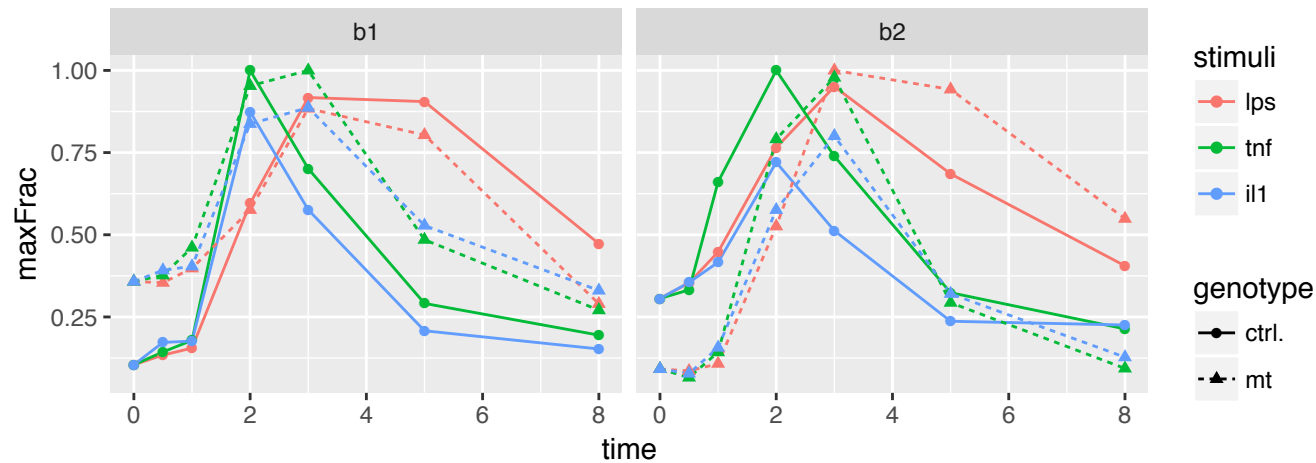 b1
b2
1.00
0.75
0.50
0.25
maxFrac
0 2 4 6 8
0 2 4 6 8
time
stimuli
lps
tnf
il1
genotype
ctrl.
mt